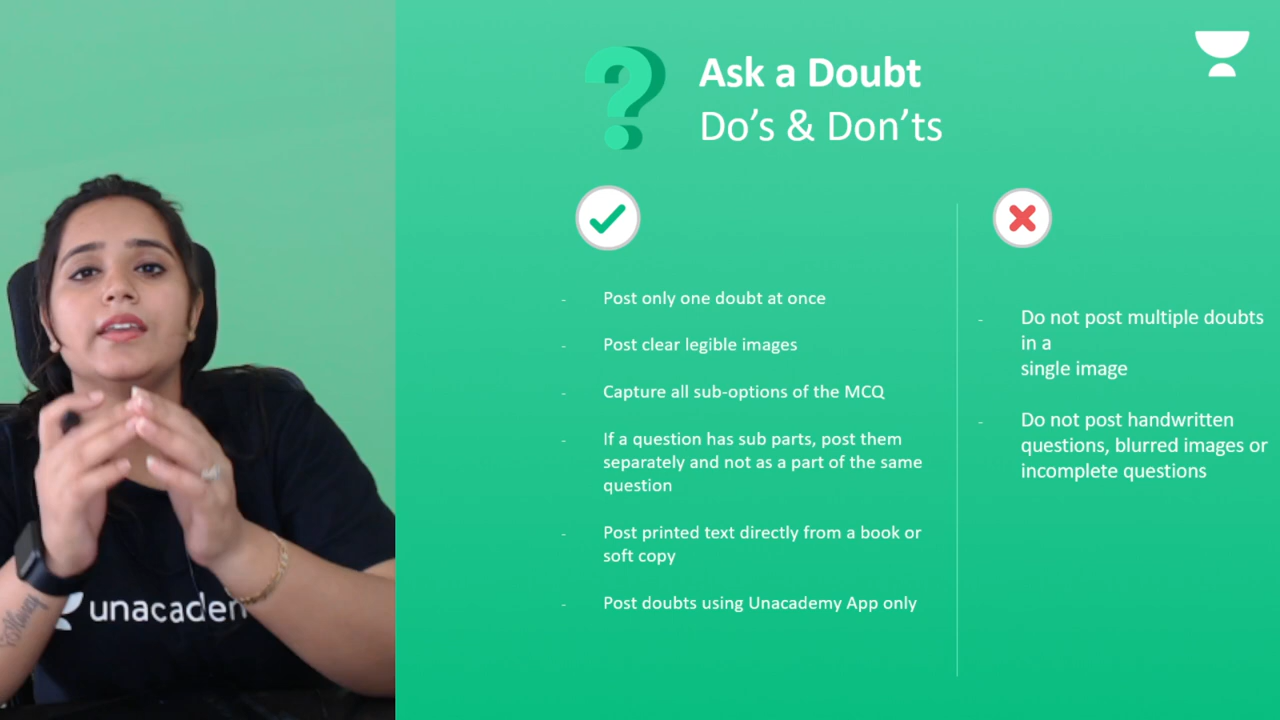 Ask a Doubt
Do’s & Don’ts
- Post only one doubt at once
- Post clear legible images
- Capture all sub-options of the MCQ
- If a question has sub parts, post them
separately and not as a part of the same
question
- Post printed text directly from a book or
soft copy
- Post doubts using Unacademy App only
- Do not post multiple doubts
in a
single image
- Do not post handwritten
questions, blurred images or
incomplete questions
unacaden